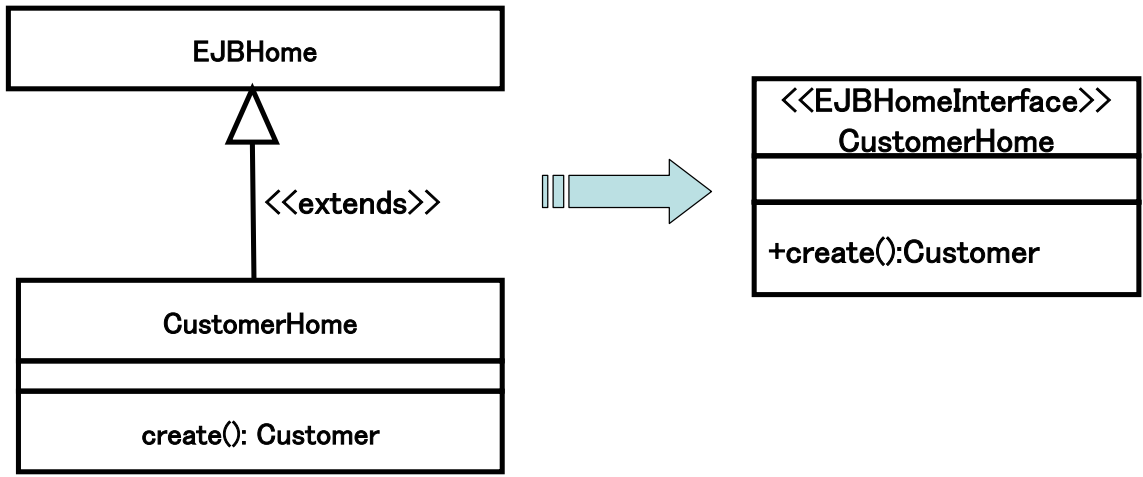 EJBHome
<<extends>>
CustomerHome
create(): Customer
<<EJBHomeInterface>>
CustomerHome
+create():Customer